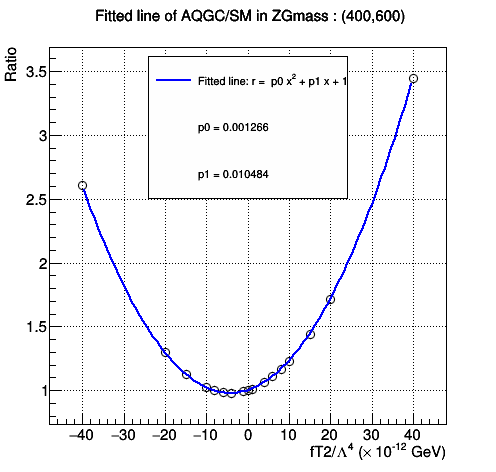 Fitted line of AQGC/SM in ZGmass : (400,600)
Ratio
3.5
3
2.5
2
1.5
1
Fitted line: r = p0 x² + p1 x + 1
p0 = 0.001266
p1 = 0.010484
−40 −30 −20 −10 0 10 20 30 40
fT2/Λ⁴ (× 10⁻¹² GeV)